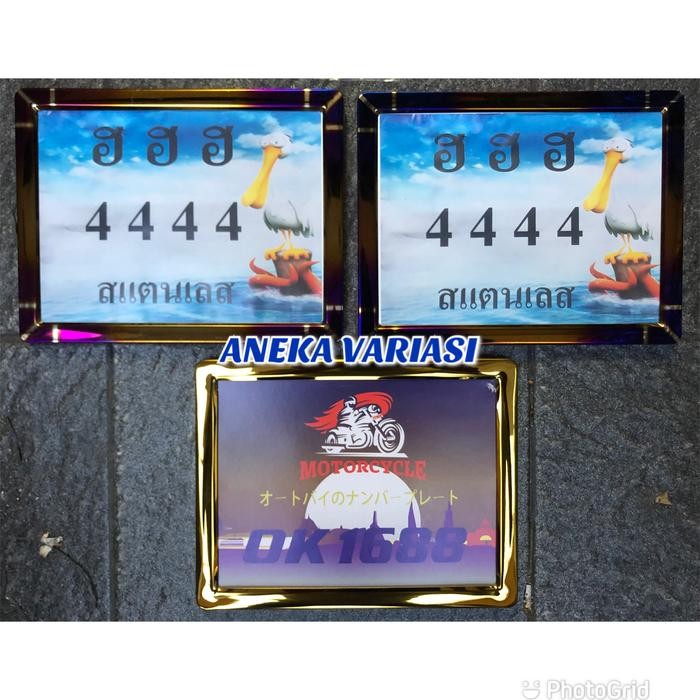 ฮ ฮ ฮ
4444
สแตนเลส
ฮ ฮ ฮ
4444
สแตนเลส
ANEKA VARIASI
MOTORCYCLE
オートバイのナンバープレート
OK1688
PhotoGrid